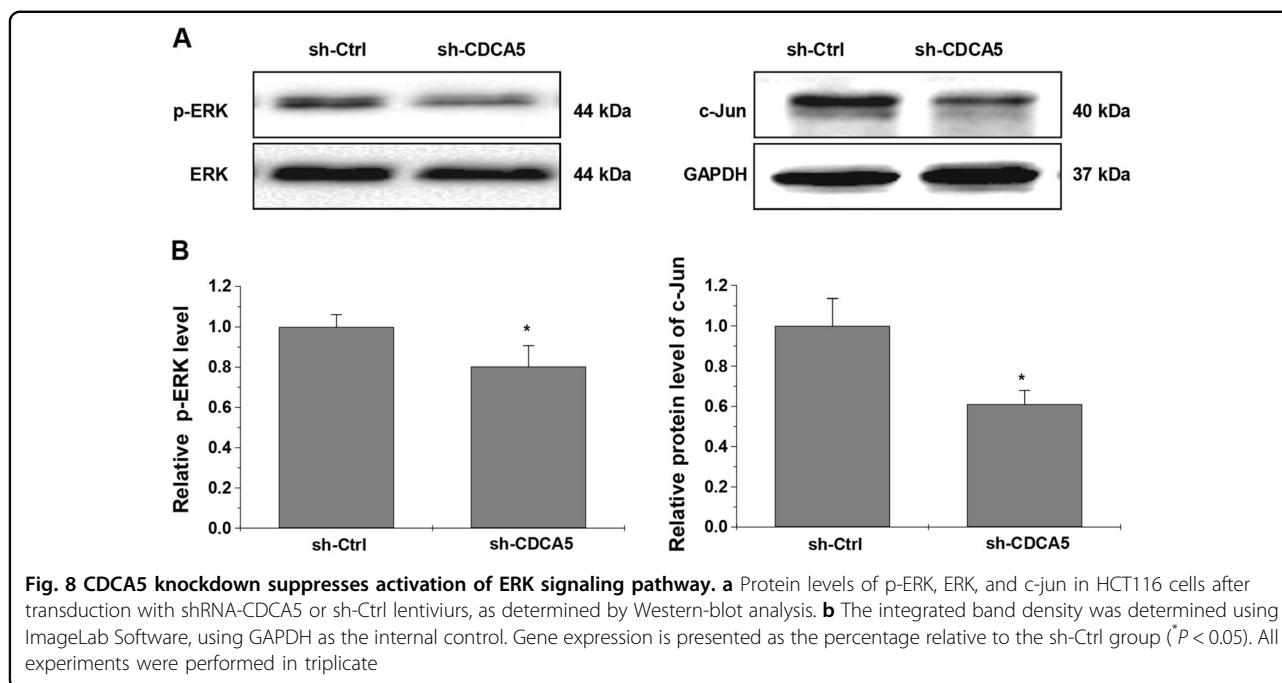 A
sh-Ctrl sh-CDCA5
p-ERK 44 kDa
ERK 44 kDa
sh-Ctrl sh-CDCA5
c-Jun 40 kDa
GAPDH 37 kDa
B
Relative p-ERK level
1.2
1.0
0.8
0.6
0.4
0.2
0.0
*
sh-Ctrl sh-CDCA5
Relative protein level of c-Jun
1.2
1.0
0.8
0.6
0.4
0.2
0.0
*
sh-Ctrl sh-CDCA5
Fig. 8 CDCA5 knockdown suppresses activation of ERK signaling pathway. a Protein levels of p-ERK, ERK, and c-jun in HCT116 cells after
transduction with shRNA-CDCA5 or sh-Ctrl lentiviurs, as determined by Western-blot analysis. b The integrated band density was determined using
ImageLab Software, using GAPDH as the internal control. Gene expression is presented as the percentage relative to the sh-Ctrl group (*P < 0.05). All
experiments were performed in triplicate